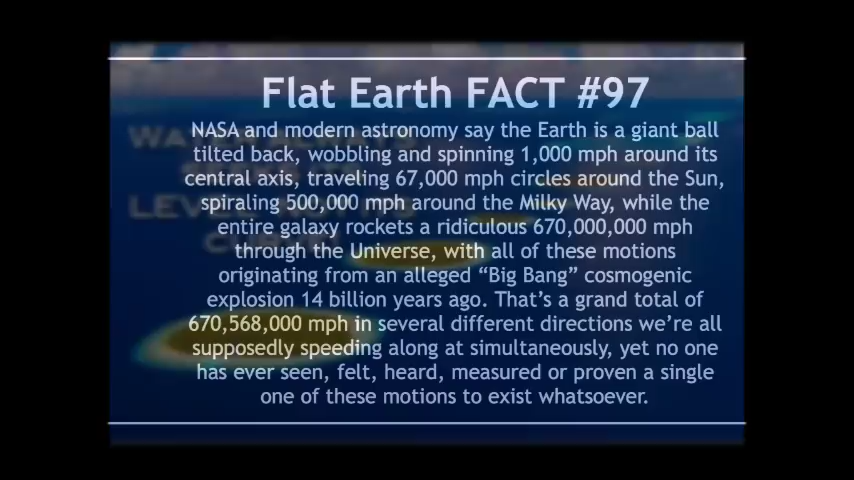 Flat Earth FACT #97
NASA and modern astronomy say the Earth is a giant ball
tilted back, wobbling and spinning 1,000 mph around its
central axis, traveling 67,000 mph circles around the Sun,
spiraling 500,000 mph around the Milky Way, while the
entire galaxy rockets a ridiculous 670,000,000 mph
through the Universe, with all of these motions
originating from an alleged “Big Bang” cosmogenic
explosion 14 billion years ago. That’s a grand total of
670,568,000 mph in several different directions we’re all
supposedly speeding along at simultaneously, yet no one
has ever seen, felt, heard, measured or proven a single
one of these motions to exist whatsoever.